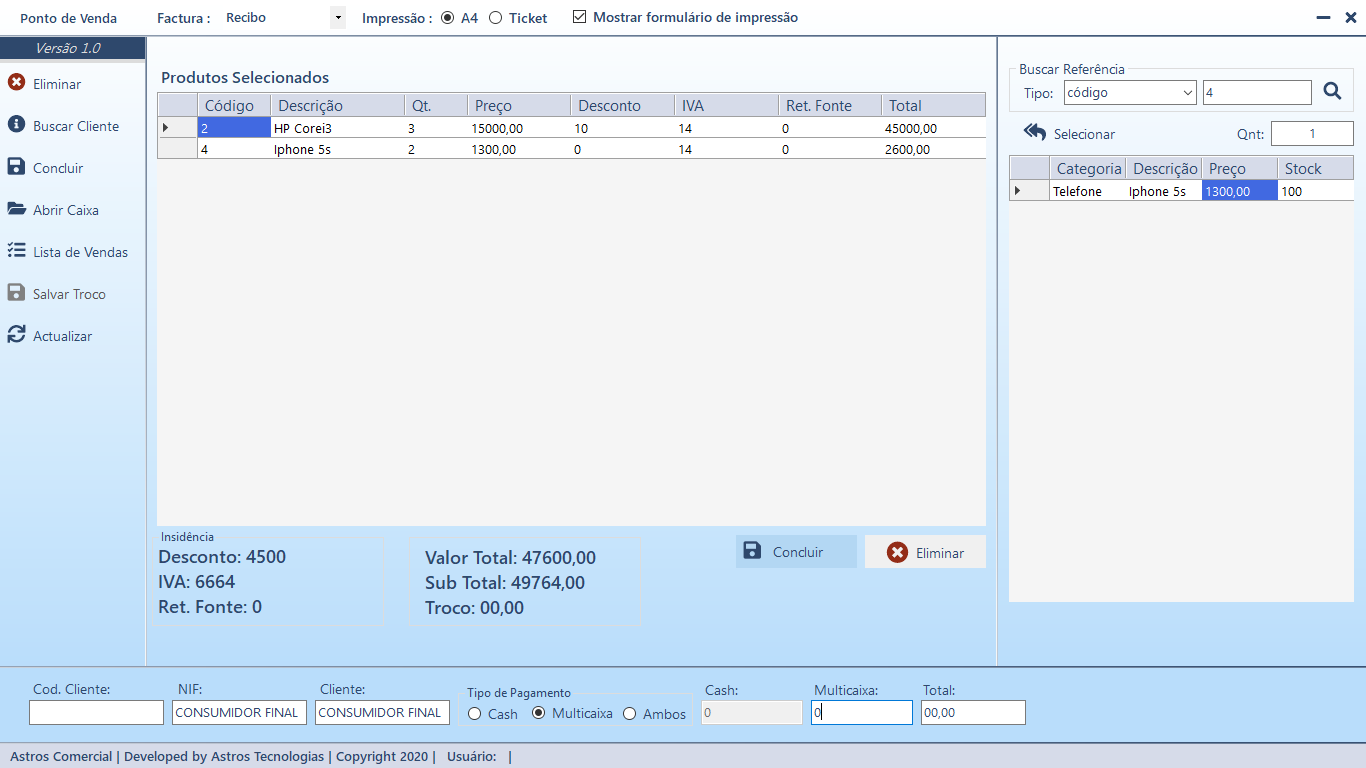 Ponto de Venda Factura : Recibo Impressão : A4 Ticket Mostrar formulário de impressão
Versão 1.0
Eliminar
Buscar Cliente
Concluir
Abrir Caixa
Lista de Vendas
Salvar Troco
Actualizar
Produtos Selecionados
Código Descrição Qt. Preço Desconto IVA Ret. Fonte Total
2 HP Corei3 3 15000,00 10 14 0 45000,00
4 Iphone 5s 2 1300,00 0 14 0 2600,00
Insidência
Desconto: 4500
IVA: 6664
Ret. Fonte: 0
Valor Total: 47600,00
Sub Total: 49764,00
Troco: 00,00
Concluir Eliminar
Buscar Referência
Tipo: código 4
Selecionar Qnt: 1
Categoria Descrição Preço Stock
Telefone Iphone 5s 1300,00 100
Cod. Cliente: NIF: Cliente: Tipo de Pagamento Cash: Multicaixa: Total:
CONSUMIDOR FINAL CONSUMIDOR FINAL Cash Multicaixa Ambos 0 0 00,00
Astros Comercial | Developed by Astros Tecnologias | Copyright 2020 | Usuário: |